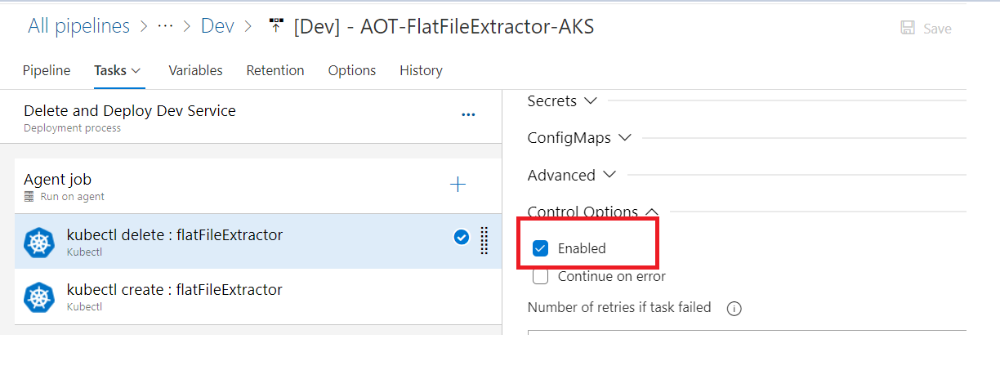 All pipelines > ··· > Dev > [Dev] - AOT-FlatFileExtractor-AKS
Save
Pipeline Tasks Variables Retention Options History
Delete and Deploy Dev Service
Deployment process
Agent job
Run on agent
kubectl delete : flatFileExtractor
Kubectl
kubectl create : flatFileExtractor
Kubectl
Secrets
ConfigMaps
Advanced
Control Options
Enabled
Continue on error
Number of retries if task failed